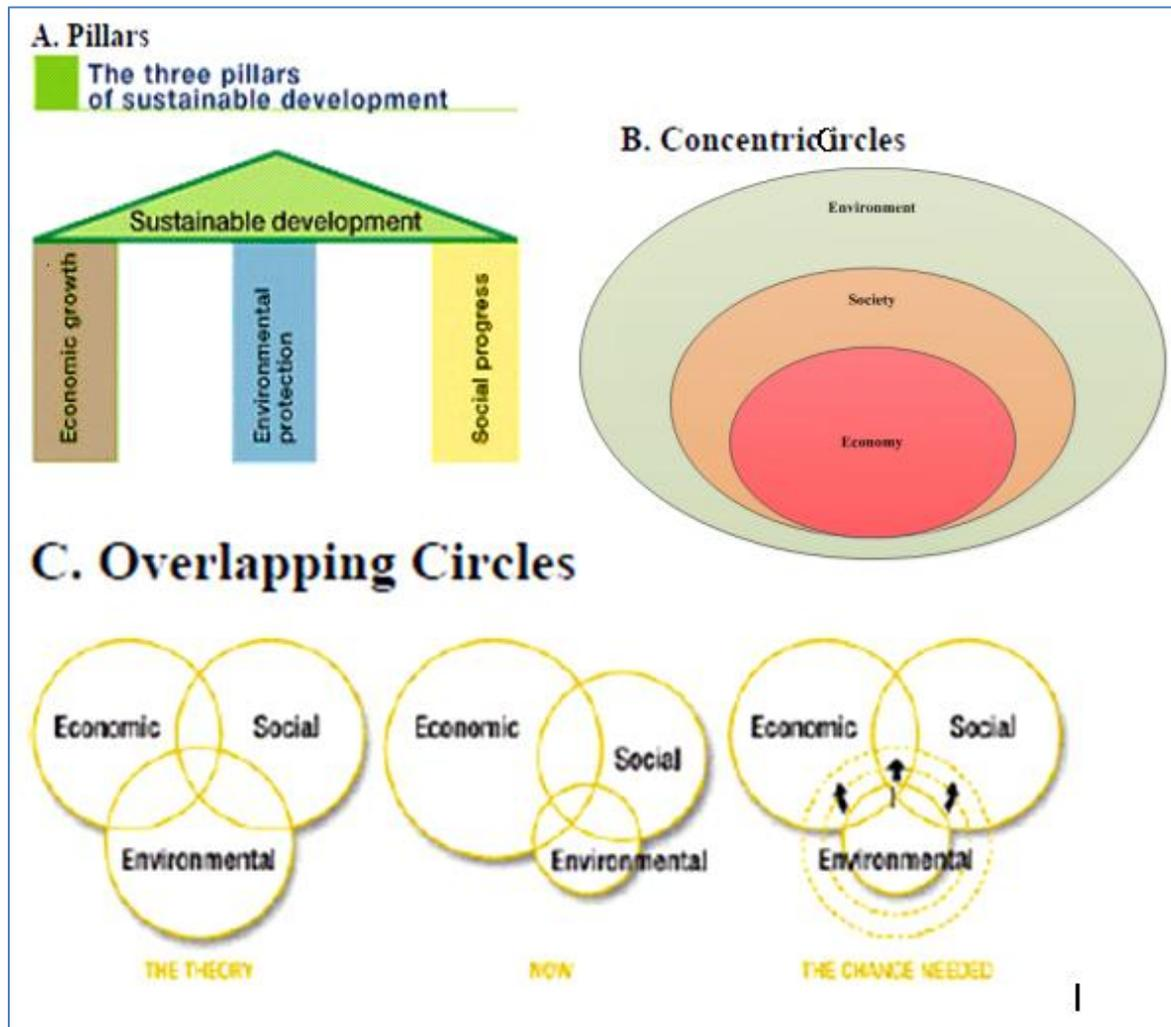 A. Pillars
The three pillars
of sustainable development
Sustainable development
Economic growth
Environmental
protection
Social progress
B. ConcentricCircles
Environment
Society
Economy
C. Overlapping Circles
Economic
Social
Environmental
THE THEORY
Economic
Social
Environmental
NOW
Economic
Social
Environmental
THE CHANGE NEEDED